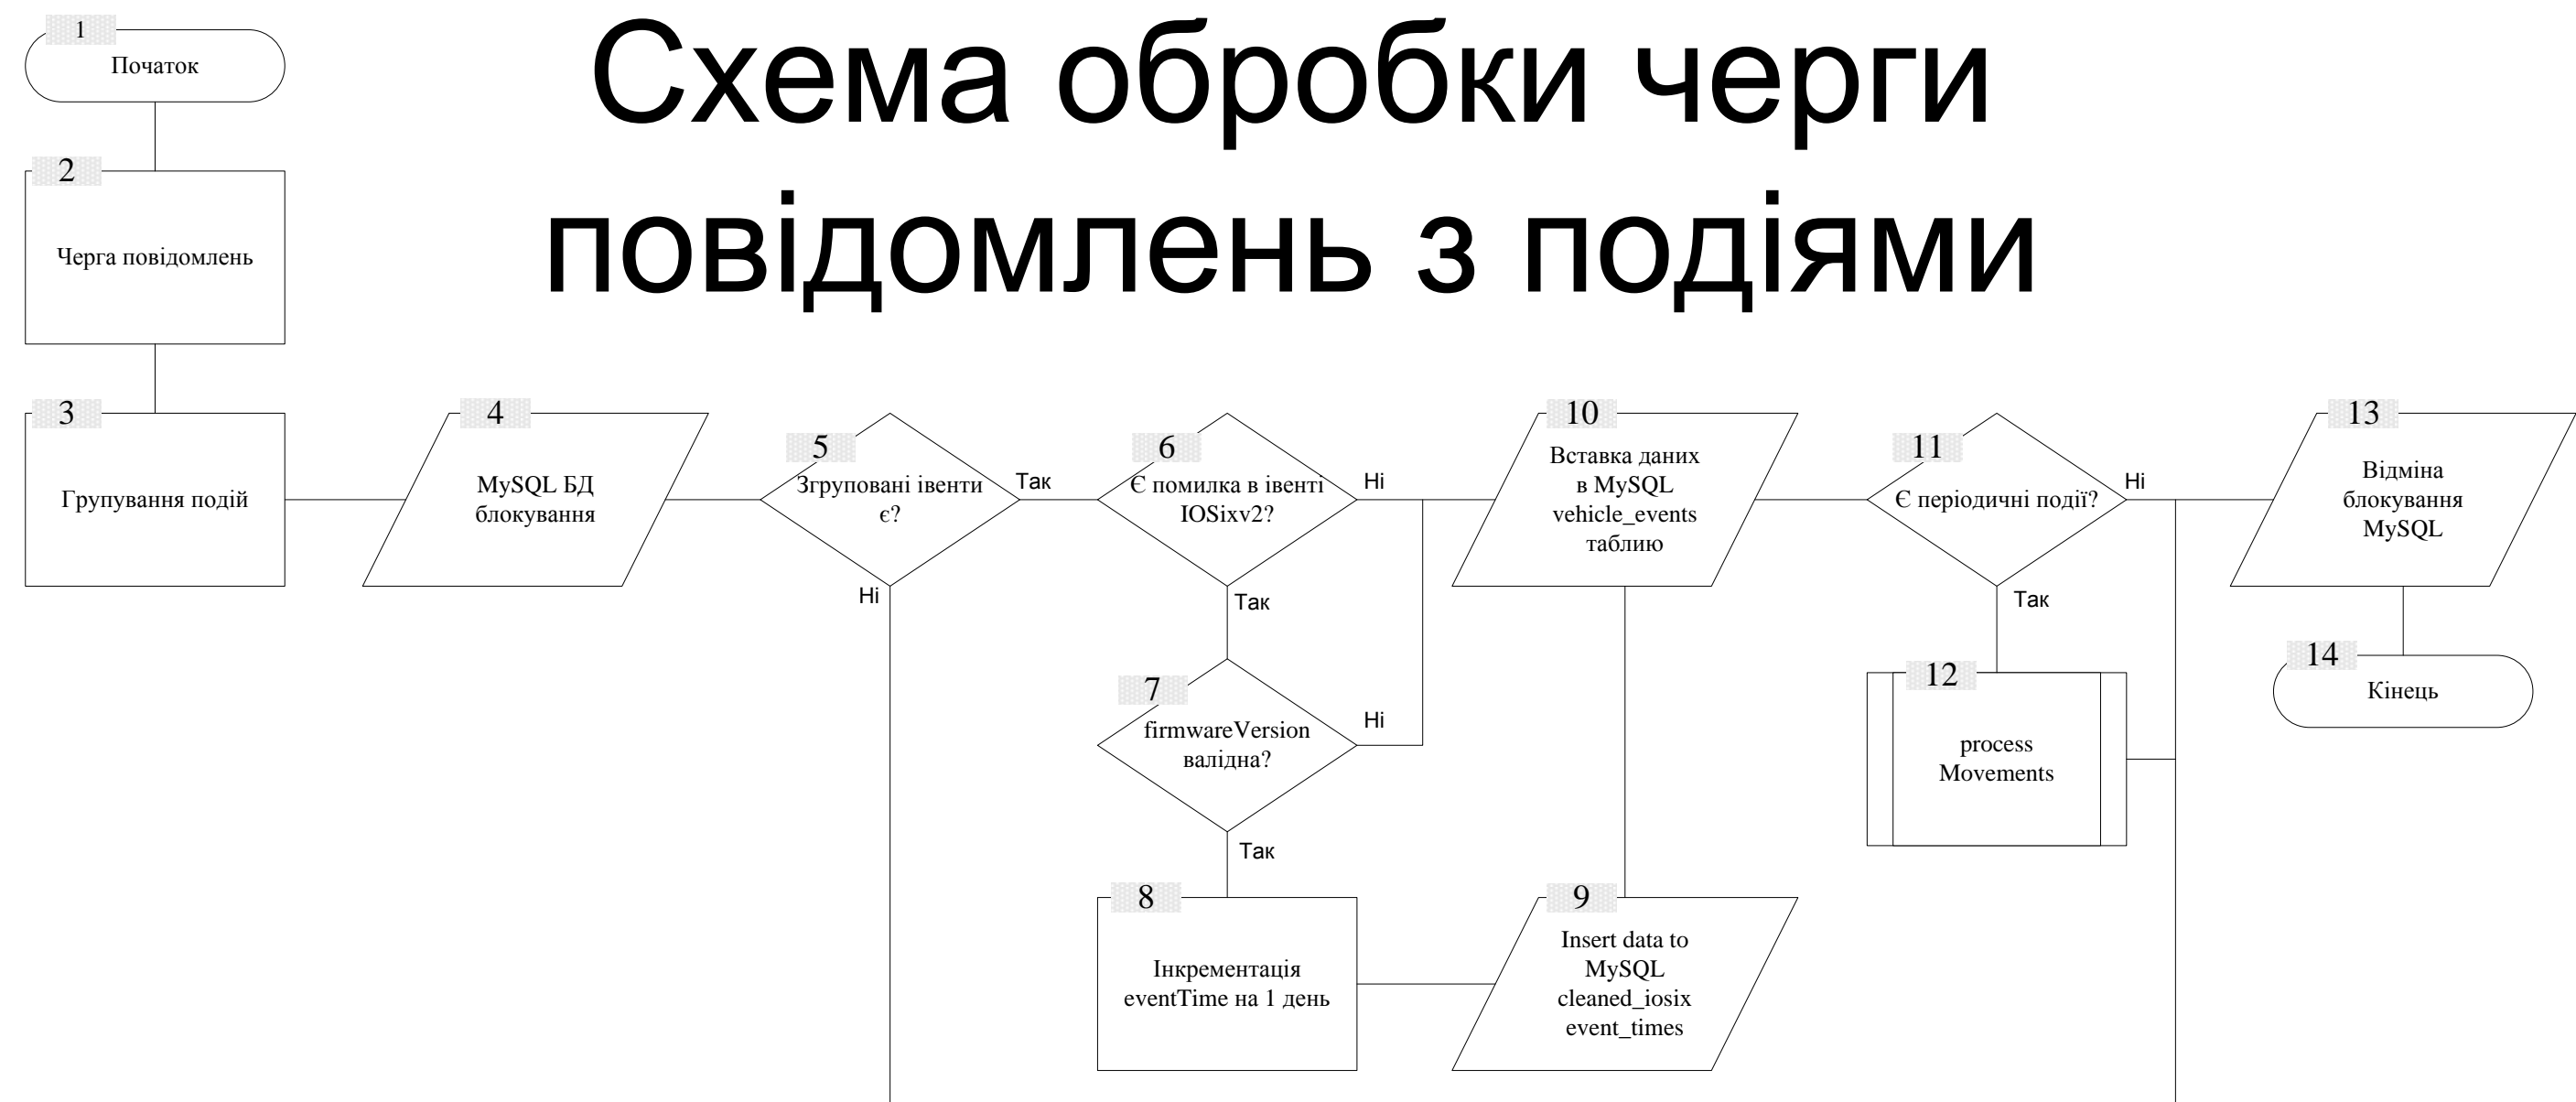 Схема обробки черги
повідомлень з подіями
1
Початок
2
Черга повідомлень
3
Групування подій
4
MySQL БД
блокування
5
Згруповані івенти
є?
Так
Ні
6
Є помилка в івенті
IOSixv2?
Ні
Так
7
firmwareVersion
валідна?
Ні
Так
8
Інкрементація
eventTime на 1 день
9
Insert data to
MySQL
cleaned_iosix
event_times
10
Вставка даних
в MySQL
vehicle_events
таблию
11
Є періодичні події?
Ні
Так
12
process
Movements
13
Відміна
блокування
MySQL
14
Кінець